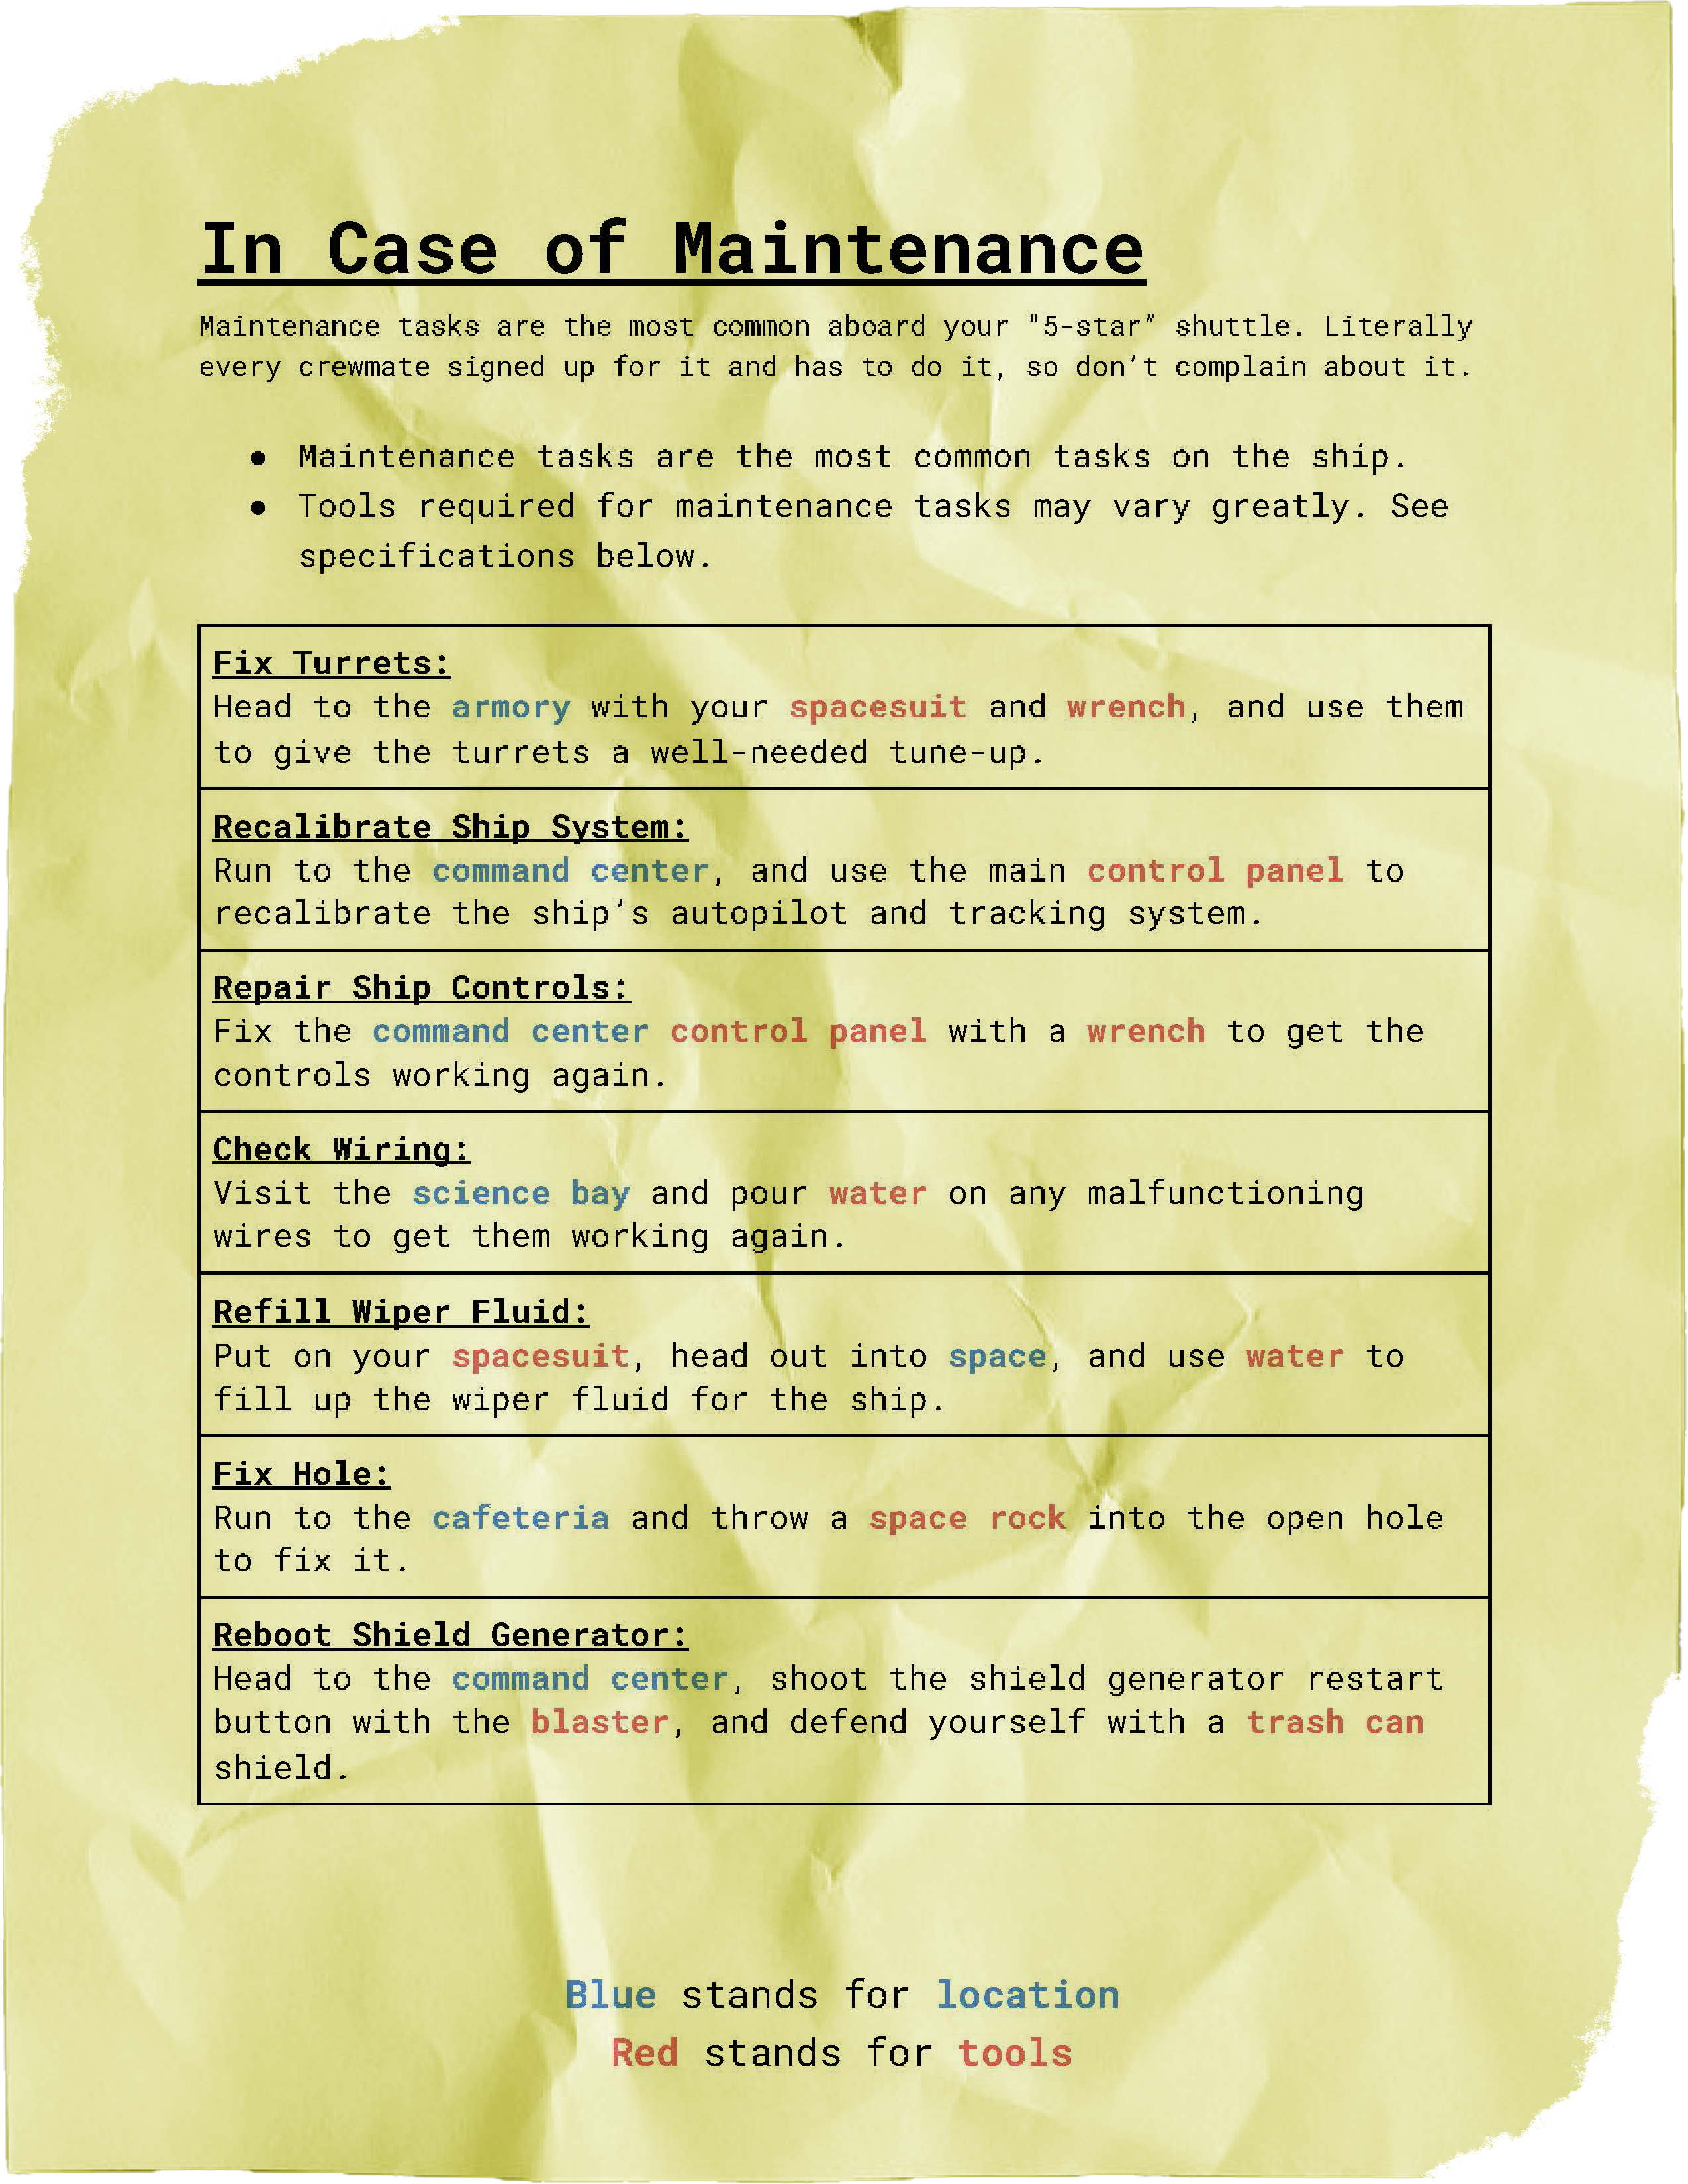 In Case of Maintenance
Maintenance tasks are the most common aboard your "5-star" shuttle. Literally
every crewmate signed up for it and has to do it, so don't complain about it.
● Maintenance tasks are the most common tasks on the ship.
● Tools required for maintenance tasks may vary greatly. See
specifications below.
Fix Turrets:
Head to the armory with your spacesuit and wrench, and use them
to give the turrets a well-needed tune-up.
Recalibrate Ship System:
Run to the command center, and use the main control panel to
recalibrate the ship's autopilot and tracking system.
Repair Ship Controls:
Fix the command center control panel with a wrench to get the
controls working again.
Check Wiring:
Visit the science bay and pour water on any malfunctioning
wires to get them working again.
Refill Wiper Fluid:
Put on your spacesuit, head out into space, and use water to
fill up the wiper fluid for the ship.
Fix Hole:
Run to the cafeteria and throw a space rock into the open hole
to fix it.
Reboot Shield Generator:
Head to the command center, shoot the shield generator restart
button with the blaster, and defend yourself with a trash can
shield.
Blue stands for location
Red stands for tools